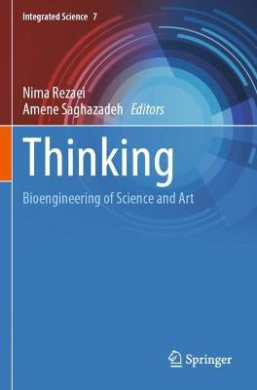 Integrated Science 7
Nima Rezaei
Amene Saghazadeh Editors
Thinking
Bioengineering of Science and Art
Springer